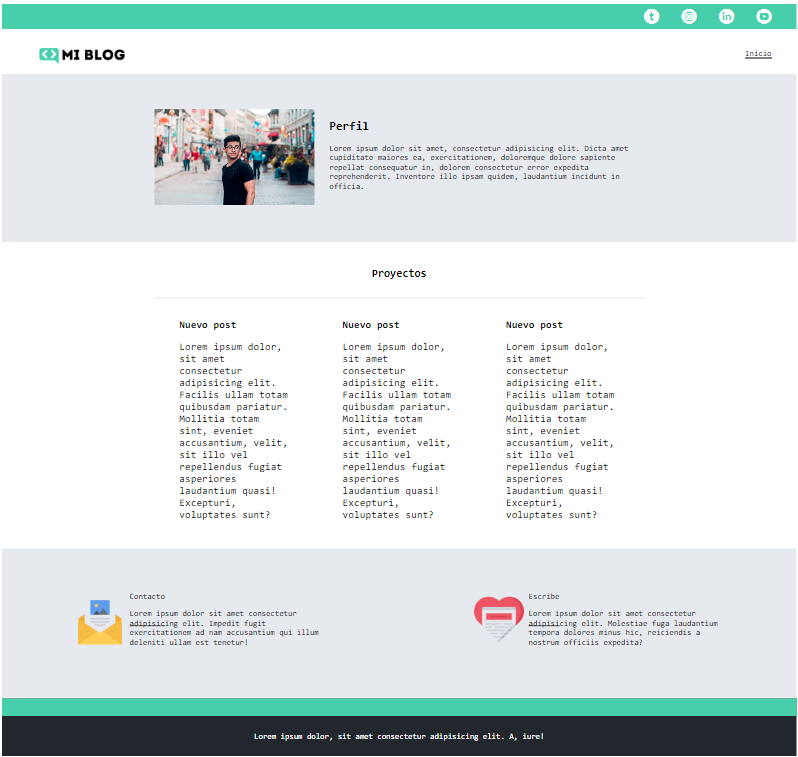 MI BLOG
Inicio
Perfil
Lorem ipsum dolor sit amet, consectetur adipisicing elit. Dicta amet
cupiditate maiores ea, exercitationem, doloremque dolore sapiente
repellat consequatur in, dolorem consectetur error expedita
reprehenderit. Inventore illo ipsam quidem, laudantium incidunt in
officia.
Proyectos
Nuevo post
Lorem ipsum dolor,
sit amet
consectetur
adipisicing elit.
Facilis ullam totam
quibusdam pariatur.
Mollitia totam
sint, eveniet
accusantium, velit,
sit illo vel
repellendus fugiat
asperiores
laudantium quasi!
Excepturi,
voluptates sunt?
Nuevo post
Lorem ipsum dolor,
sit amet
consectetur
adipisicing elit.
Facilis ullam totam
quibusdam pariatur.
Mollitia totam
sint, eveniet
accusantium, velit,
sit illo vel
repellendus fugiat
asperiores
laudantium quasi!
Excepturi,
voluptates sunt?
Nuevo post
Lorem ipsum dolor,
sit amet
consectetur
adipisicing elit.
Facilis ullam totam
quibusdam pariatur.
Mollitia totam
sint, eveniet
accusantium, velit,
sit illo vel
repellendus fugiat
asperiores
laudantium quasi!
Excepturi,
voluptates sunt?
Contacto
Lorem ipsum dolor sit amet consectetur
adipisicing elit. Impedit fugit
exercitationem ad nam accusantium qui illum
deleniti ullam est tenetur!
Escribe
Lorem ipsum dolor sit amet consectetur
adipisicing elit. Molestiae fuga laudantium
tempora dolores minus hic, reiciendis a
nostrum officiis expedita?
Lorem ipsum dolor, sit amet consectetur adipisicing elit. A, iure!